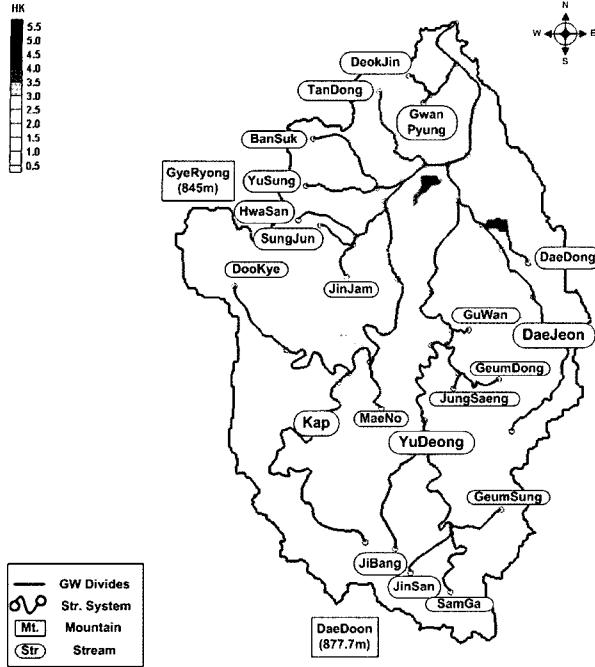 HK
5.5
5.0
4.5
4.0
3.5
3.0
2.5
2.0
1.5
1.0
0.5
N
W
E
S
DeokJin
TanDong
Gwan
Pyung
BanSuk
GyeRyong
(845m)
YuSung
HwaSan
SungJun
DooKye
JinJam
DaeDong
GuWan
DaeJeon
GeumDong
JungSaeng
Kap
MaeNo
YuDeong
GeumSung
JiBang
JinSan
SamGa
GW Divides
Str. System
Mt.
Mountain
Str
Stream
DaeDoon
(877.7m)